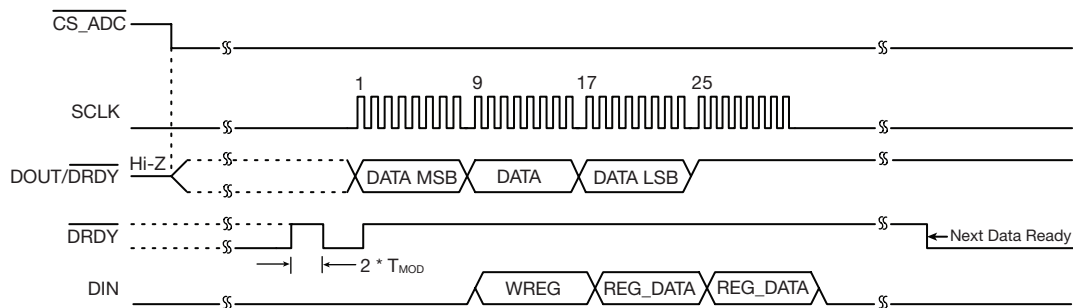 CS_ADC
1 9 17 25
SCLK
Hi-Z
DOUT/DRDY
DATA MSB DATA DATA LSB
DRDY
Next Data Ready
2 * TMOD
DIN
WREG REG_DATA REG_DATA